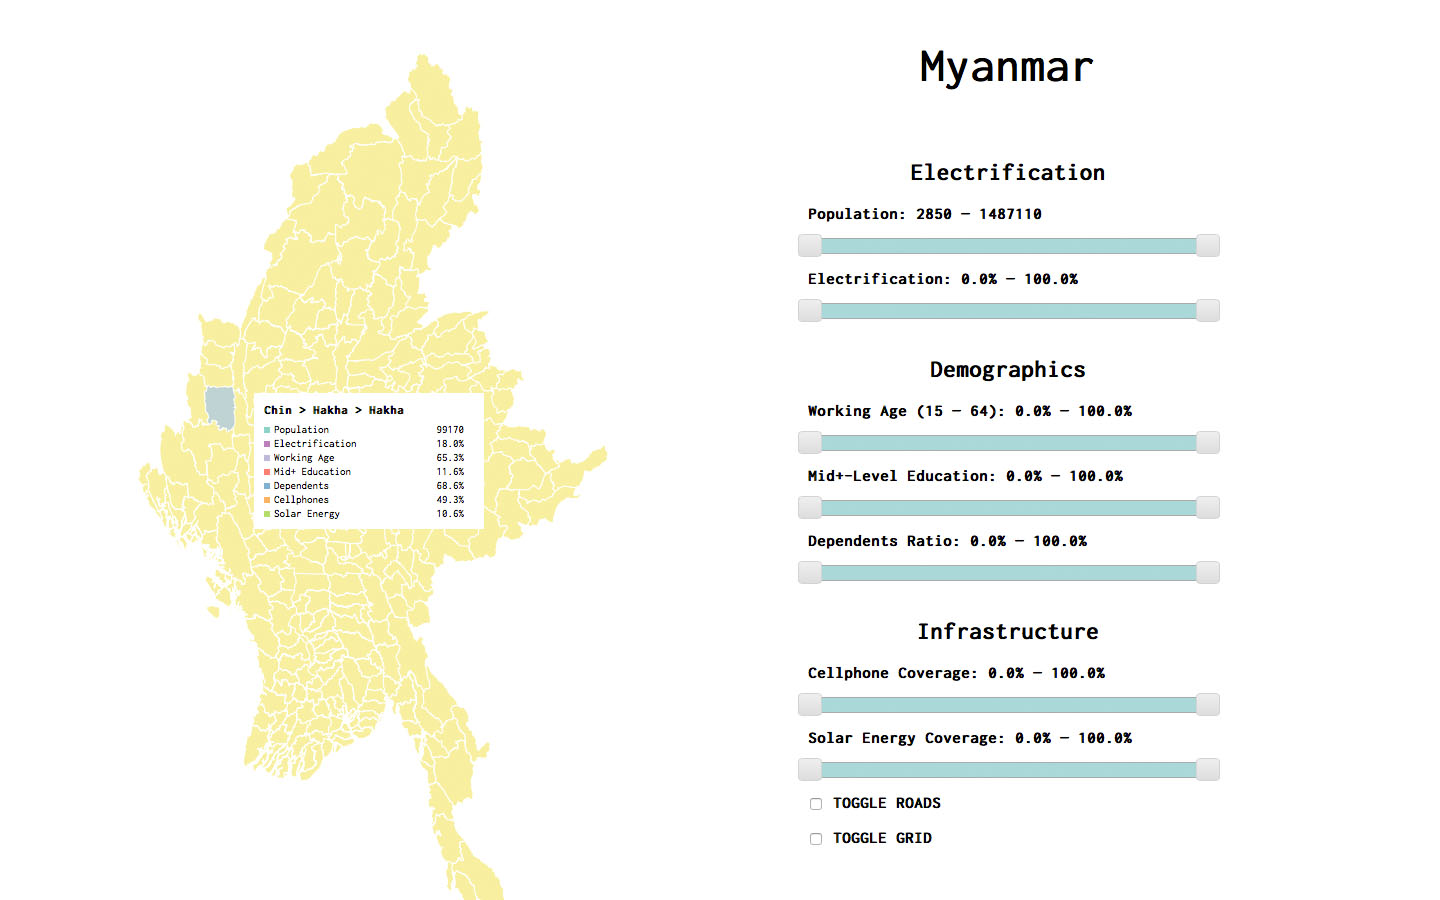 Myanmar
Electrification
Population: 2850 – 1487110
Electrification: 0.0% – 100.0%
Demographics
Working Age (15 – 64): 0.0% – 100.0%
Mid+-Level Education: 0.0% – 100.0%
Dependents Ratio: 0.0% – 100.0%
Infrastructure
Cellphone Coverage: 0.0% – 100.0%
Solar Energy Coverage: 0.0% – 100.0%
TOGGLE ROADS
TOGGLE GRID
Chin > Hakha > Hakha
Population 99170
Electrification 18.0%
Working Age 65.3%
Mid+ Education 11.6%
Dependents 68.6%
Cellphones 49.3%
Solar Energy 10.6%